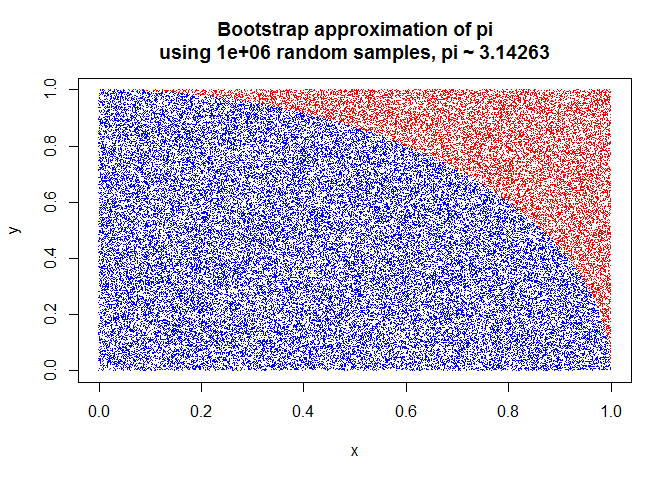 Bootstrap approximation of pi
using 1e+06 random samples, pi ~ 3.14263
1.0
0.8
0.6
0.4
0.2
0.0
y
0.0 0.2 0.4 0.6 0.8 1.0
x